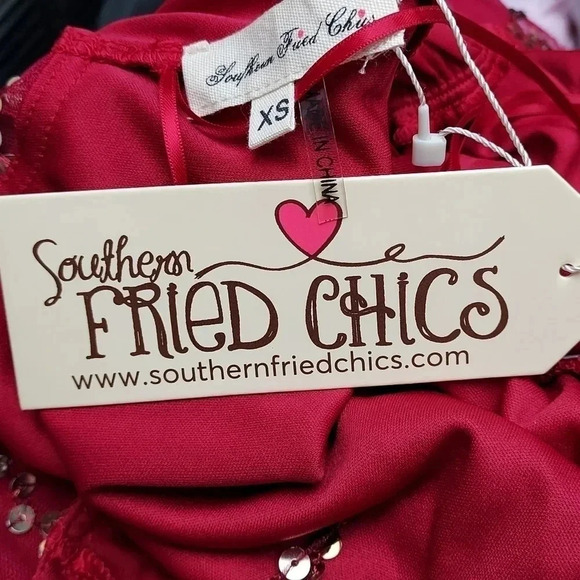 Southern Fried Chics
XS
MADE IN CHINA
Southern
FRIED CHICS
www.southernfriedchics.com